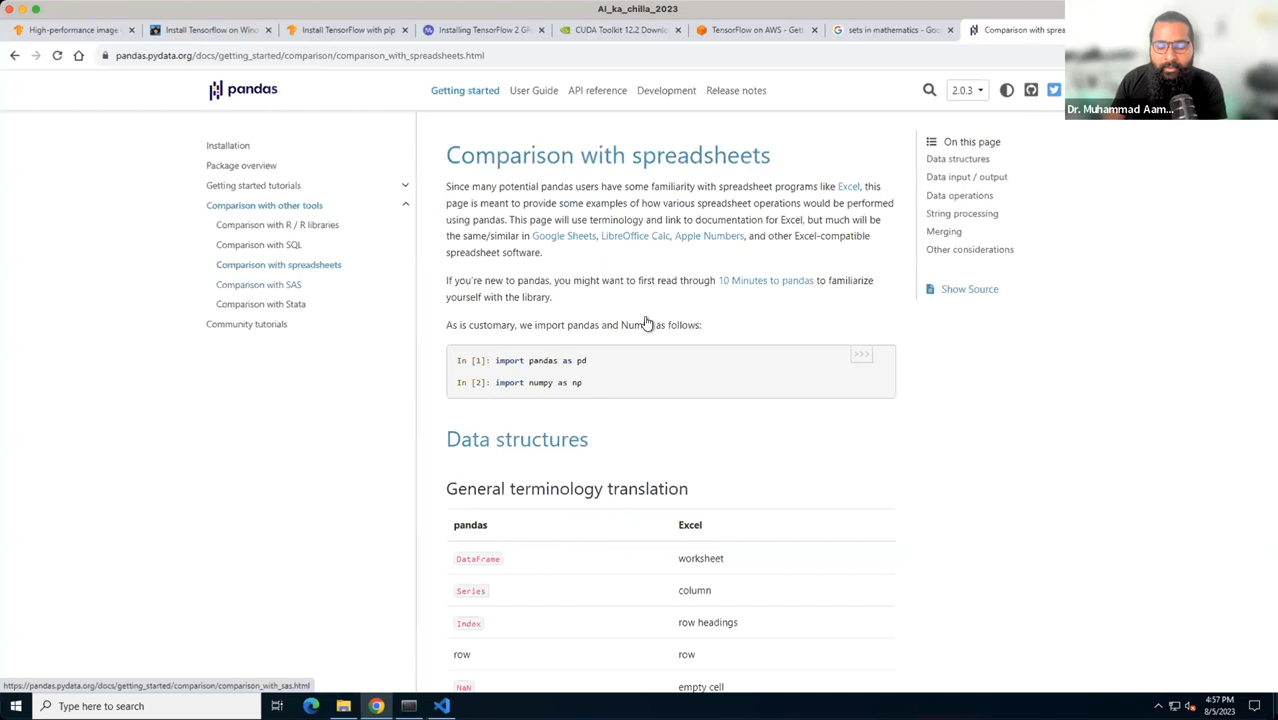 AI_ka_chilla_2023
High-performance image
Install Tensorflow on Win
Install TensorFlow with pip
Installing TensorFlow 2 GP
CUDA Toolkit 12.2 Downlo
TensorFlow on AWS - Gett
sets in mathematics - Goo
Comparison with sprea
pandas.pydata.org/docs/getting_started/comparison/comparison_with_spreadsheets.html
pandas
Getting started
User Guide
API reference
Development
Release notes
2.0.3
Dr. Muhammad Aam...
Installation
Package overview
Getting started tutorials
Comparison with other tools
Comparison with R / R libraries
Comparison with SQL
Comparison with spreadsheets
Comparison with SAS
Comparison with Stata
Community tutorials
Comparison with spreadsheets
Since many potential pandas users have some familiarity with spreadsheet programs like Excel, this
page is meant to provide some examples of how various spreadsheet operations would be performed
using pandas. This page will use terminology and link to documentation for Excel, but much will be
the same/similar in Google Sheets, LibreOffice Calc, Apple Numbers, and other Excel-compatible
spreadsheet software.
If you're new to pandas, you might want to first read through 10 Minutes to pandas to familiarize
yourself with the library.
As is customary, we import pandas and Num as follows:
>>>
In [1]: import pandas as pd
In [2]: import numpy as np
Data structures
General terminology translation
pandas Excel
DataFrame worksheet
Series column
Index row headings
row row
NaN empty cell
On this page
Data structures
Data input / output
Data operations
String processing
Merging
Other considerations
Show Source
https://pandas.pydata.org/docs/getting_started/comparison/comparison_with_sas.html
Type here to search
4:57 PM
8/5/2023